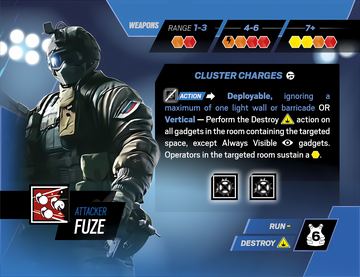 WEAPONS
RANGE 1-3
4-6
7+
CLUSTER CHARGES
ACTION Deployable, ignoring a
maximum of one light wall or barricade OR
Vertical — Perform the Destroy action on
all gadgets in the room containing the targeted
space, except Always Visible gadgets.
Operators in the targeted room sustain a
ATTACKER
FUZE
RUN -
DESTROY
6